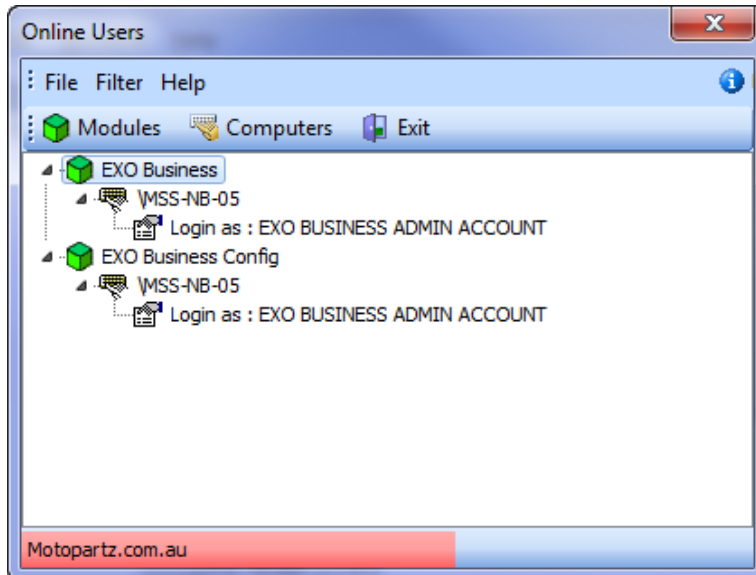 Online Users
File Filter Help
Modules Computers Exit
EXO Business
\MSS-NB-05
Login as : EXO BUSINESS ADMIN ACCOUNT
EXO Business Config
\MSS-NB-05
Login as : EXO BUSINESS ADMIN ACCOUNT
Motopartz.com.au